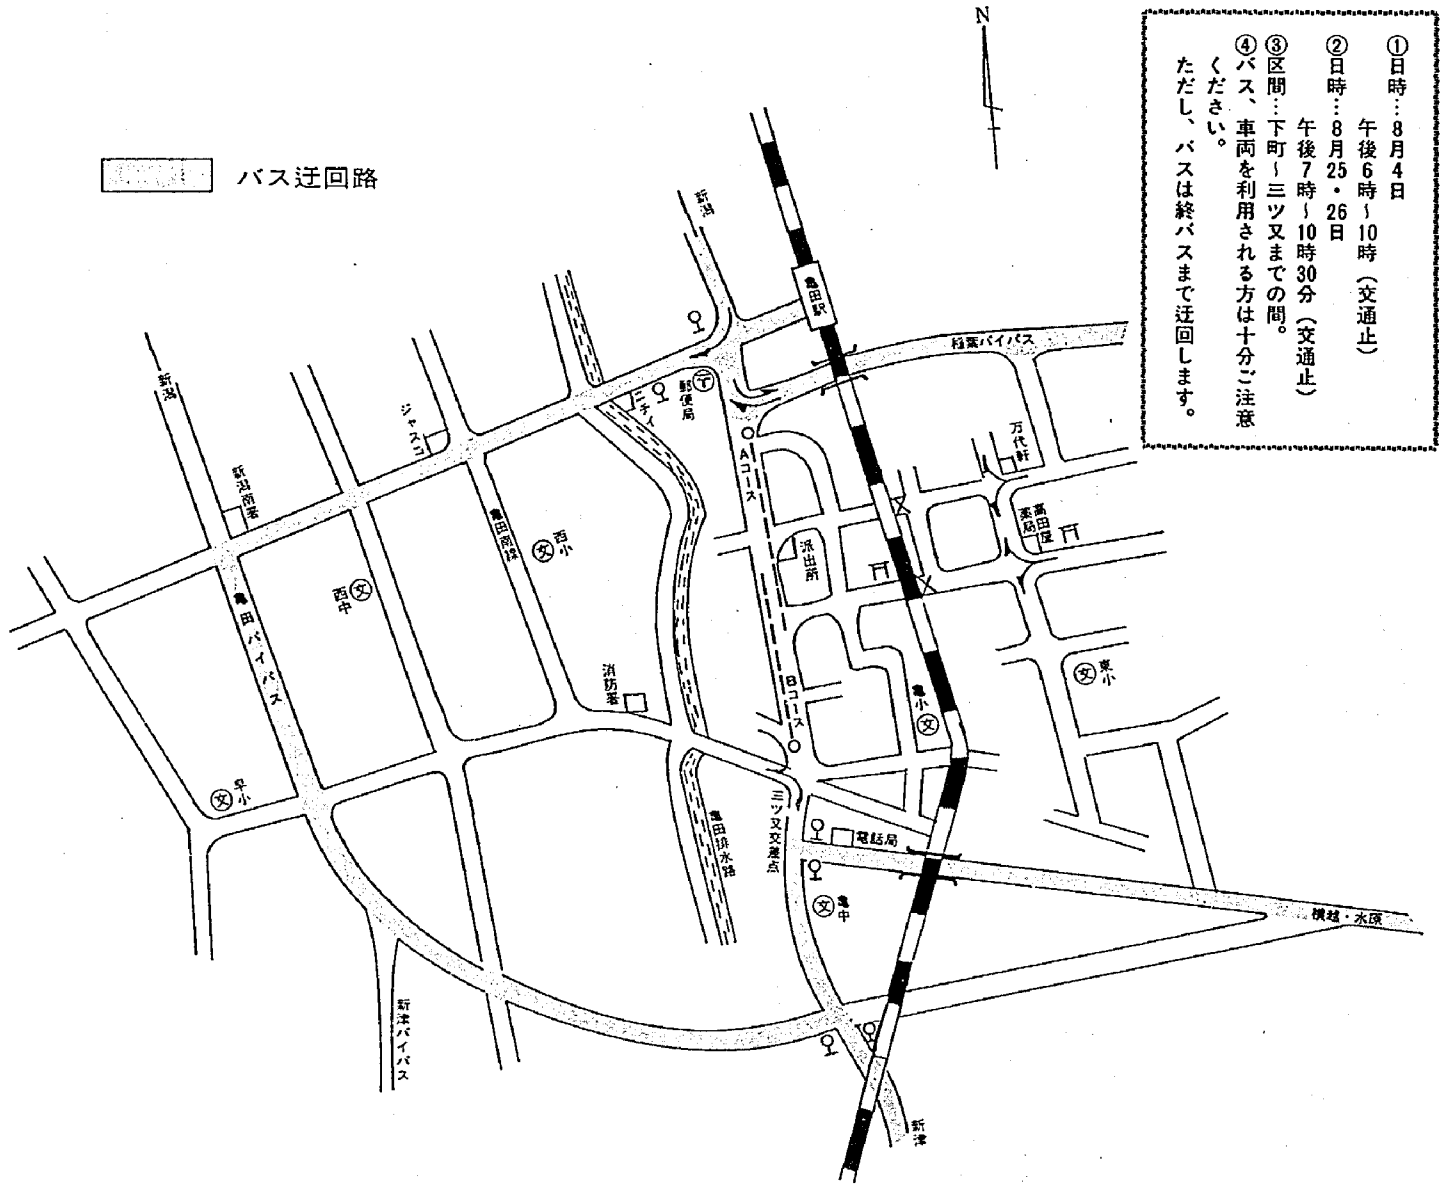 ①日時…8月4日
午後6時～10時（交通止）
②日時…8月25・26日
午後7時～10時30分（交通止）
③区間…下町～三ツ又までの間。
④バス、車両を利用される方は十分ご注意
ください。
ただし、バスは終バスまで迂回します。
N
バス迂回路
新潟
亀田駅
稲葉バイパス
新潟
ジャスコ
ニチイ
郵便局
〒
新潟南署
亀田南線
文
西小
Aコース
派出所
万代軒
高田屋
薬局
西中
文
亀田バイパス
消防署
Bコース
亀小
文
文
東小
文
早小
亀田排水路
三ツ又交差点
電話局
文
亀中
横越・水原
新津バイパス
新津